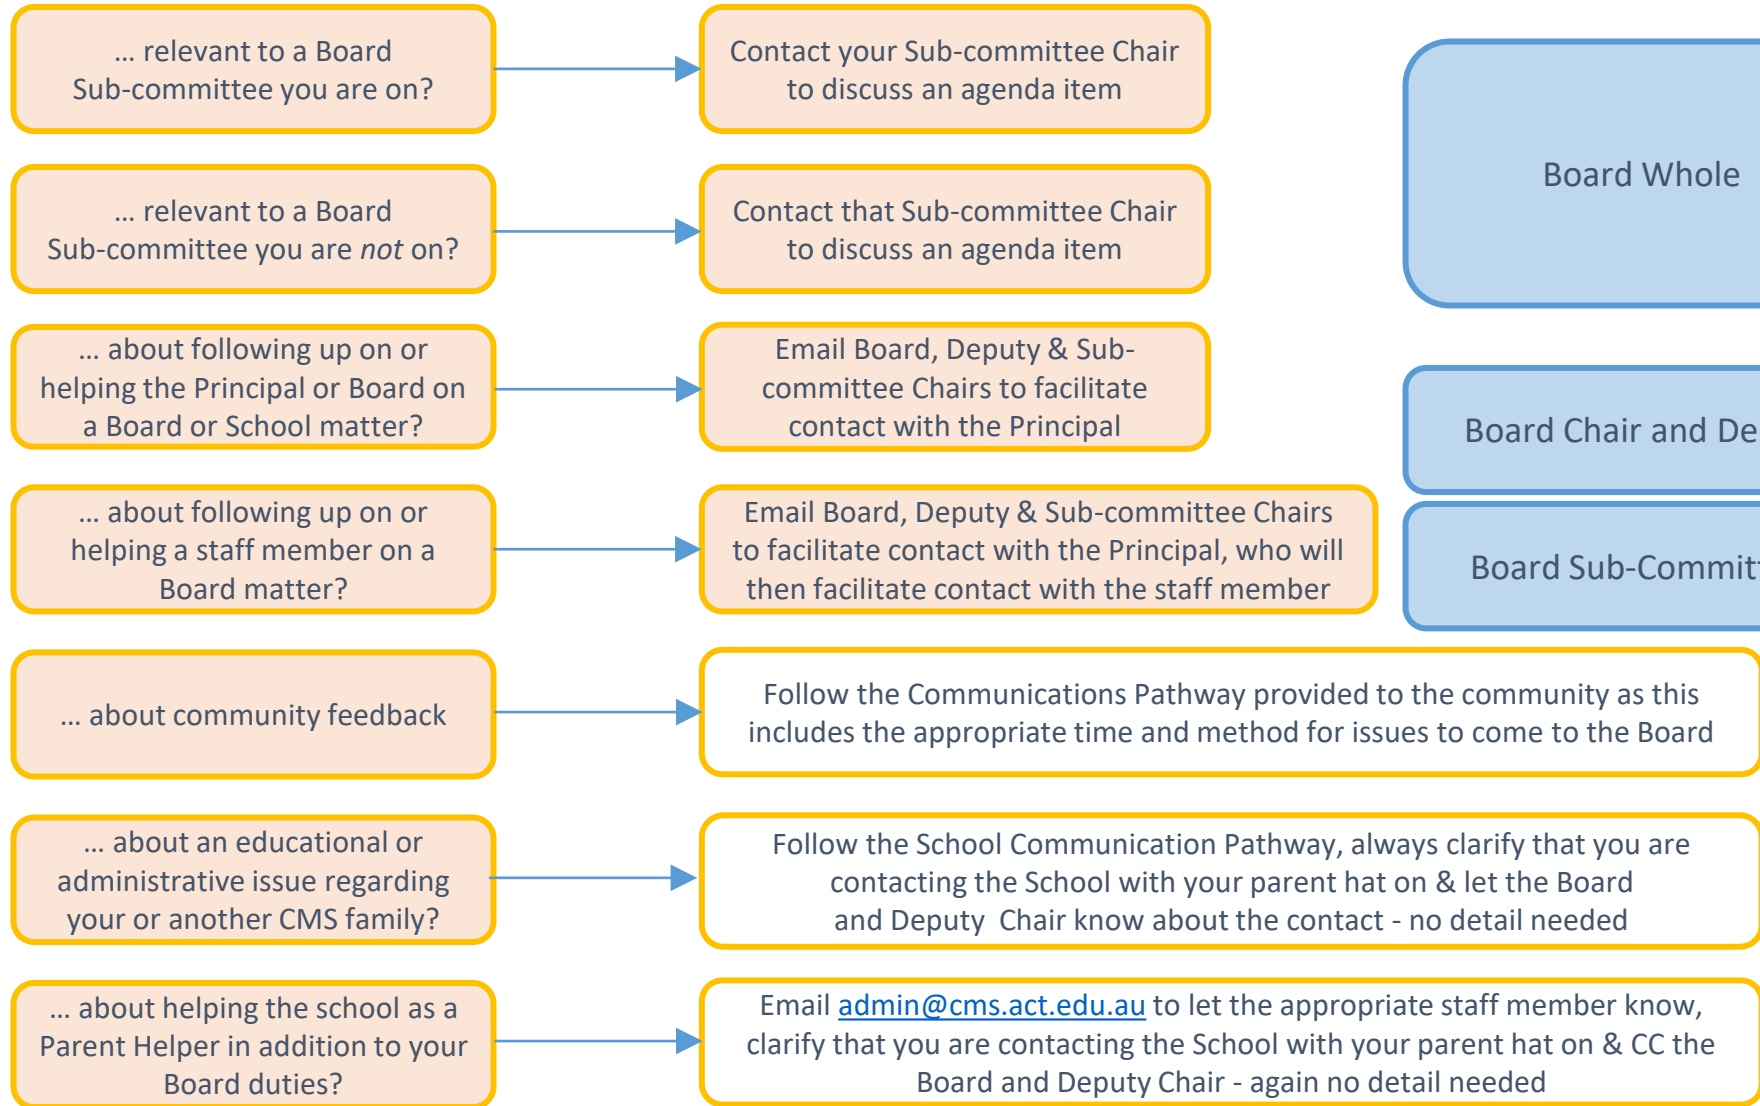 ... relevant to a Board
Sub-committee you are on?
Contact your Sub-committee Chair
to discuss an agenda item
... relevant to a Board
Sub-committee you are not on?
Contact that Sub-committee Chair
to discuss an agenda item
Board Whole
... about following up on or
helping the Principal or Board on
a Board or School matter?
Email Board, Deputy & Sub-
committee Chairs to facilitate
contact with the Principal
Board Chair and De
... about following up on or
helping a staff member on a
Board matter?
Email Board, Deputy & Sub-committee Chairs
to facilitate contact with the Principal, who will
then facilitate contact with the staff member
Board Sub-Committ
... about community feedback
Follow the Communications Pathway provided to the community as this
includes the appropriate time and method for issues to come to the Board
... about an educational or
administrative issue regarding
your or another CMS family?
Follow the School Communication Pathway, always clarify that you are
contacting the School with your parent hat on & let the Board
and Deputy Chair know about the contact - no detail needed
... about helping the school as a
Parent Helper in addition to your
Board duties?
Email admin@cms.act.edu.au to let the appropriate staff member know,
clarify that you are contacting the School with your parent hat on & CC the
Board and Deputy Chair - again no detail needed